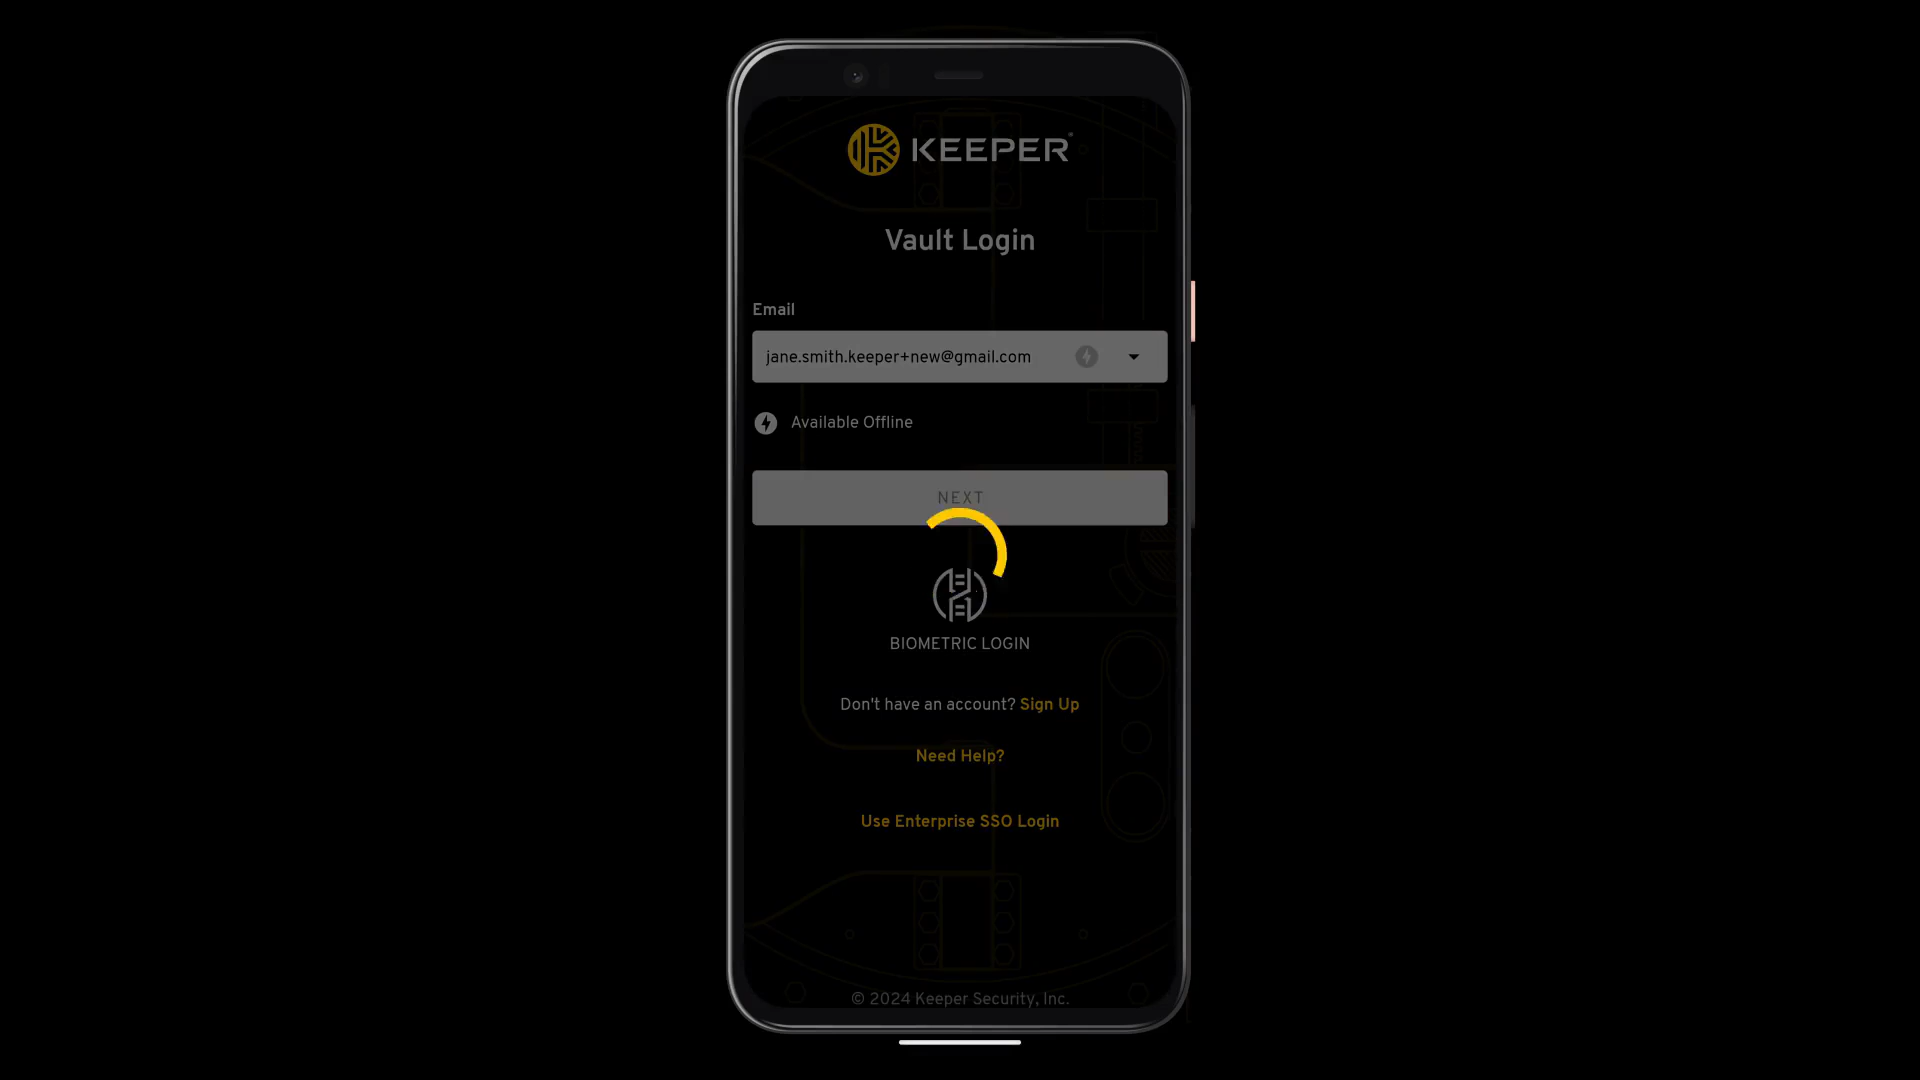 KEEPER
Vault Login
Email
jane.smith.keeper+new@gmail.com
Available Offline
NEXT
BIOMETRIC LOGIN
Don't have an account? Sign Up
Need Help?
Use Enterprise SSO Login
© 2024 Keeper Security, Inc.